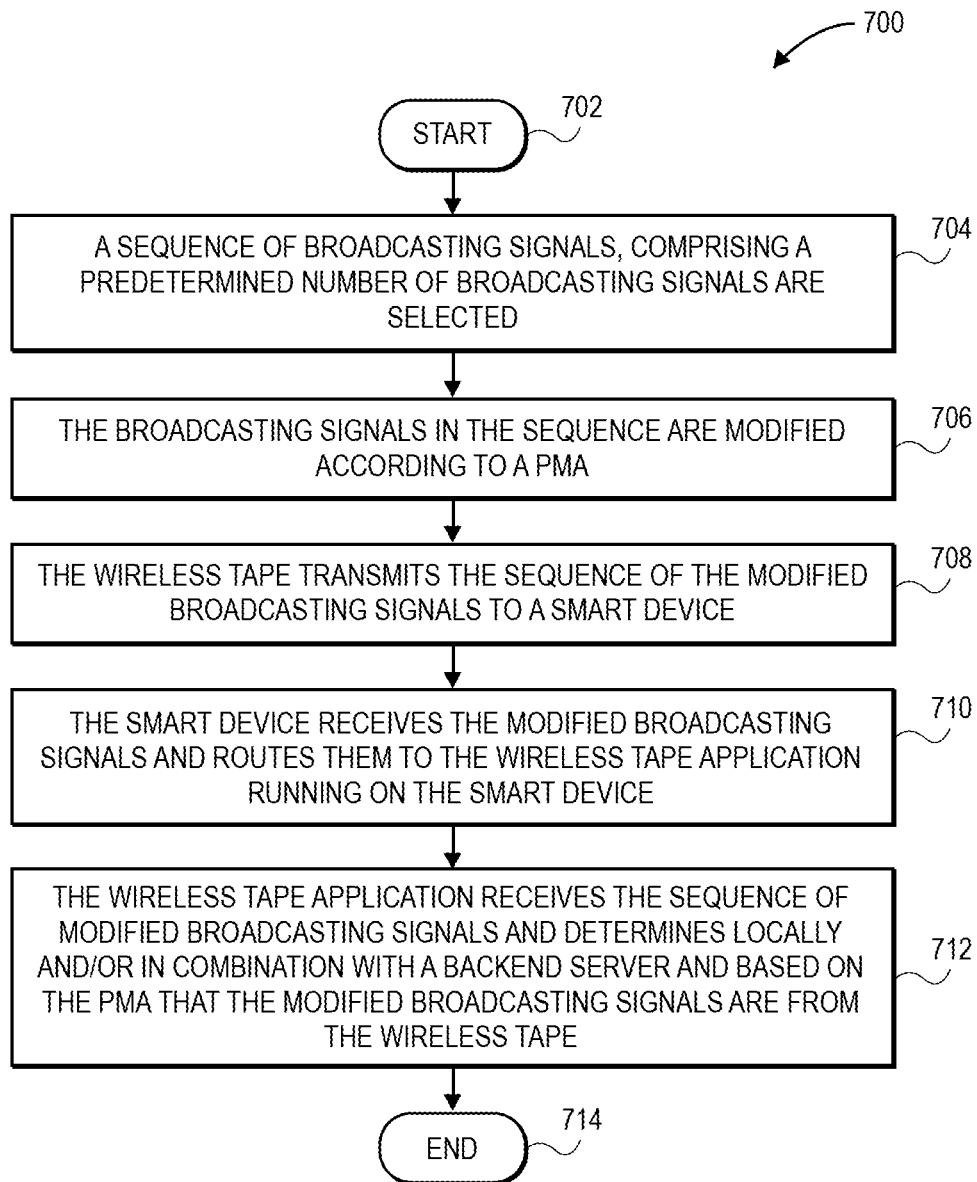 700
START
702
A SEQUENCE OF BROADCASTING SIGNALS, COMPRISING A
PREDETERMINED NUMBER OF BROADCASTING SIGNALS ARE
SELECTED
704
THE BROADCASTING SIGNALS IN THE SEQUENCE ARE MODIFIED
ACCORDING TO A PMA
706
THE WIRELESS TAPE TRANSMITS THE SEQUENCE OF THE MODIFIED
BROADCASTING SIGNALS TO A SMART DEVICE
708
THE SMART DEVICE RECEIVES THE MODIFIED BROADCASTING
SIGNALS AND ROUTES THEM TO THE WIRELESS TAPE APPLICATION
RUNNING ON THE SMART DEVICE
710
THE WIRELESS TAPE APPLICATION RECEIVES THE SEQUENCE OF
MODIFIED BROADCASTING SIGNALS AND DETERMINES LOCALLY
AND/OR IN COMBINATION WITH A BACKEND SERVER AND BASED ON
THE PMA THAT THE MODIFIED BROADCASTING SIGNALS ARE FROM
THE WIRELESS TAPE
712
END
714